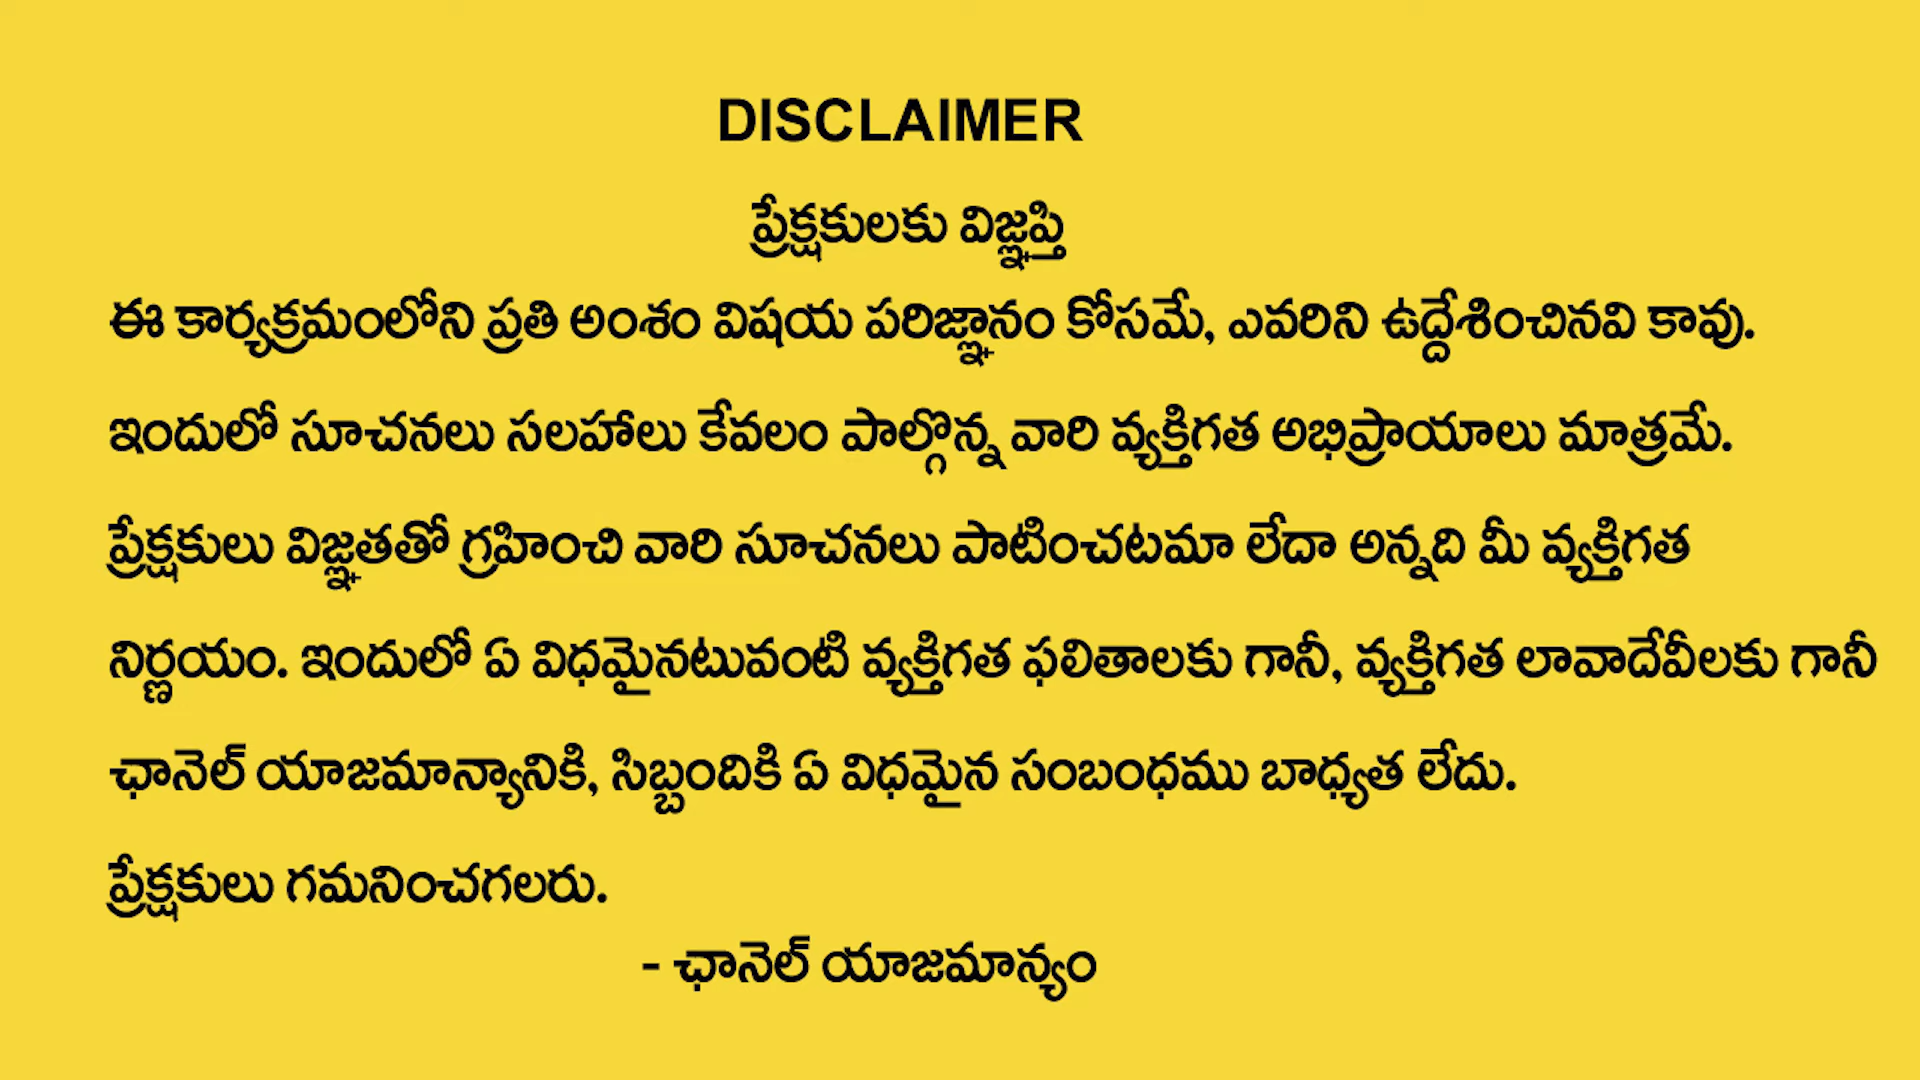 DISCLAIMER
ప్రేక్షకులకు విజ్ఞప్తి
ఈ కార్యక్రమంలోని ప్రతి అంశం విషయ పరిజ్ఞానం కోసమే, ఎవరిని ఉద్దేశించినవి కావు.
ఇందులో సూచనలు సలహాలు కేవలం పాల్గొన్న వారి వ్యక్తిగత అభిప్రాయాలు మాత్రమే.
ప్రేక్షకులు విజ్ఞతతో గ్రహించి వారి సూచనలు పాటించటమా లేదా అన్నది మీ వ్యక్తిగత
నిర్ణయం. ఇందులో ఏ విధమైనటువంటి వ్యక్తిగత ఫలితాలకు గానీ, వ్యక్తిగత లావాదేవీలకు గానీ
ఛానెల్ యాజమాన్యానికి, సిబ్బందికి ఏ విధమైన సంబంధము బాధ్యత లేదు.
ప్రేక్షకులు గమనించగలరు.
- ఛానెల్ యాజమాన్యం